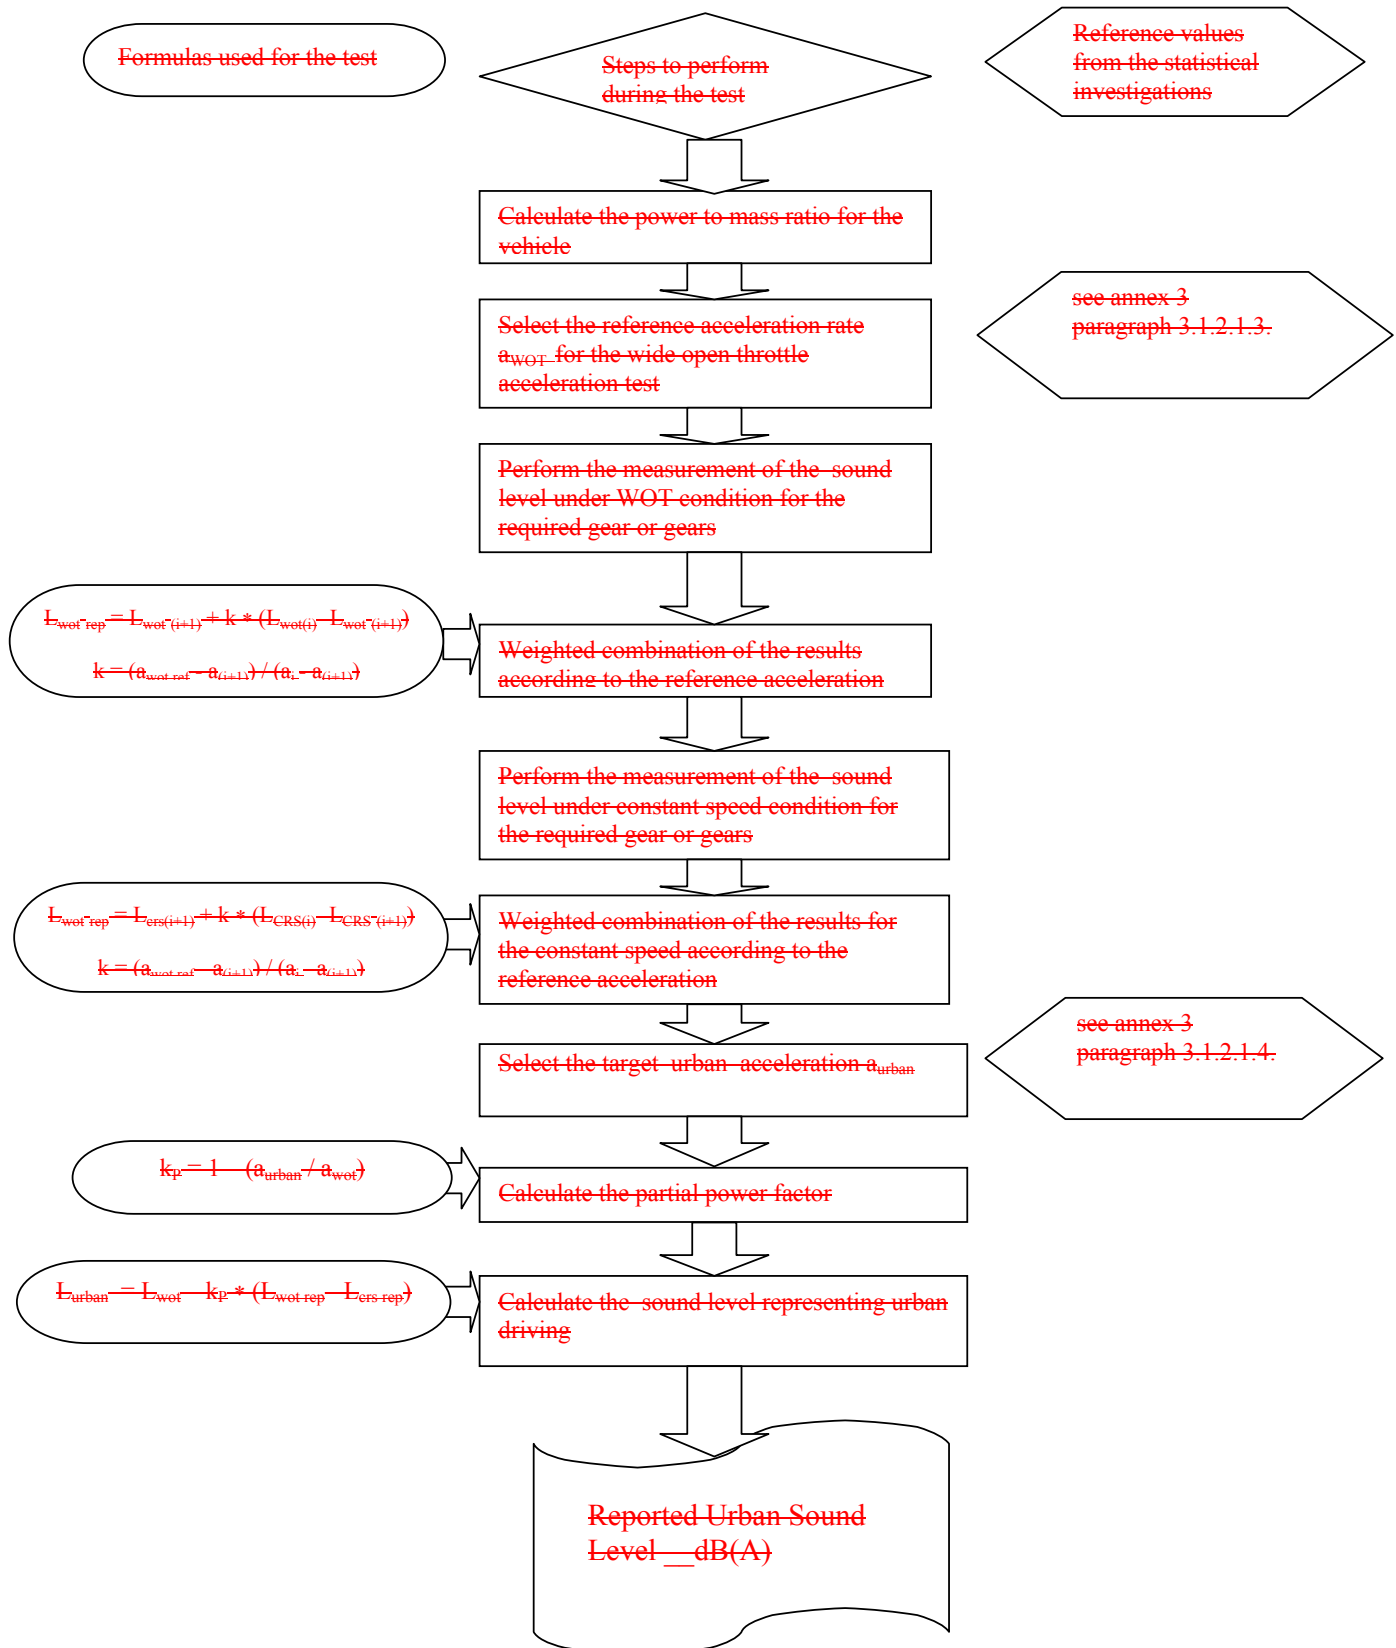 Formulas used for the test
Steps to perform
during the test
Reference values
from the statistical
investigations
Calculate the power to mass ratio for the
vehicle
Select the reference acceleration rate
aWOT for the wide open throttle
acceleration test
see annex 3
paragraph 3.1.2.1.3.
Perform the measurement of the sound
level under WOT condition for the
required gear or gears
Lwot rep = Lwot (i+1) + k * (Lwot(i) - Lwot (i+1))
k = (awot ref - a(i+1)) / (ai - a(i+1))
Weighted combination of the results
according to the reference acceleration
Perform the measurement of the sound
level under constant speed condition for
the required gear or gears
Lwot rep = Lcrs(i+1) + k * (LCRS(i) - LCRS (i+1))
k = (awot ref - a(i+1)) / (ai - a(i+1))
Weighted combination of the results for
the constant speed according to the
reference acceleration
Select the target urban acceleration aurban
see annex 3
paragraph 3.1.2.1.4.
kP = 1 - (aurban / awot)
Calculate the partial power factor
Lurban = Lwot - kP * (Lwot rep - Lcrs rep)
Calculate the sound level representing urban
driving
Reported Urban Sound
Level __dB(A)